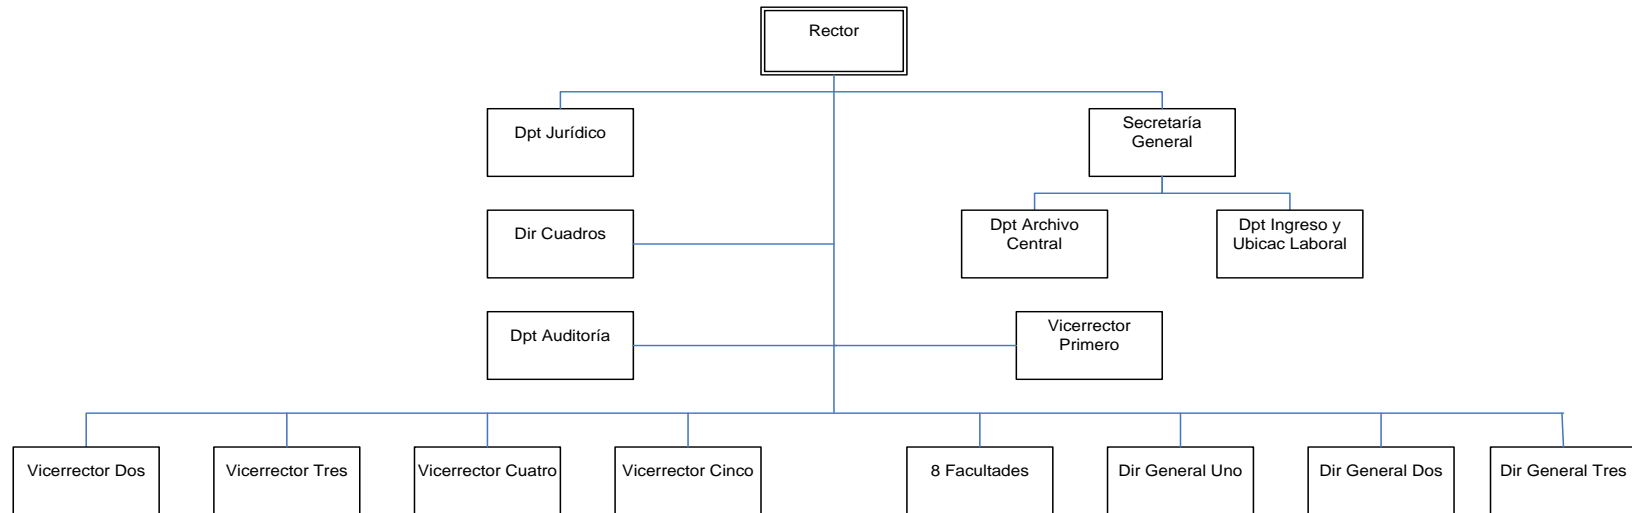 Rector
Dpt Jurídico
Secretaría
General
Dir Cuadros
Dpt Archivo
Central
Dpt Ingreso y
Ubicac Laboral
Dpt Auditoría
Vicerrector
Primero
Vicerrector Dos
Vicerrector Tres
Vicerrector Cuatro
Vicerrector Cinco
8 Facultades
Dir General Uno
Dir General Dos
Dir General Tres